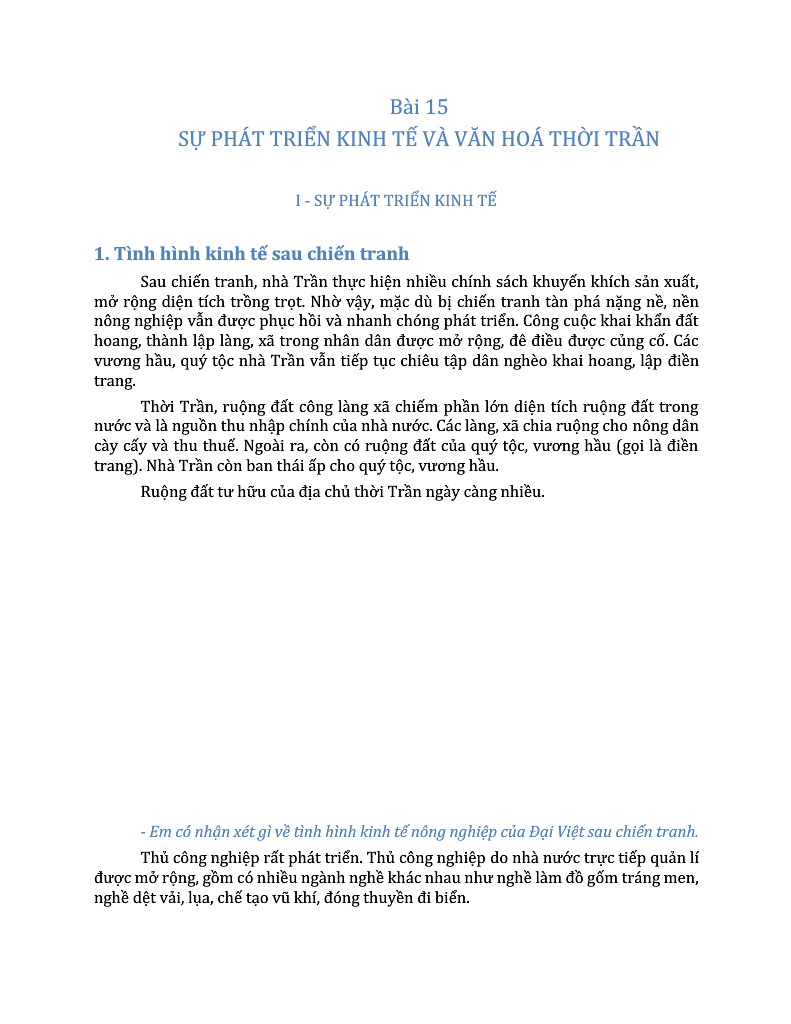 Bài 15
SỰ PHÁT TRIỂN KINH TẾ VÀ VĂN HOÁ THỜI TRẦN
I - SỰ PHÁT TRIỂN KINH TẾ
1. Tình hình kinh tế sau chiến tranh
Sau chiến tranh, nhà Trần thực hiện nhiều chính sách khuyến khích sản xuất,
mở rộng diện tích trồng trọt. Nhờ vậy, mặc dù bị chiến tranh tàn phá nặng nề, nền
nông nghiệp vẫn được phục hồi và nhanh chóng phát triển. Công cuộc khai khẩn đất
hoang, thành lập làng, xã trong nhân dân được mở rộng, đê điều được củng cố. Các
vương hầu, quý tộc nhà Trần vẫn tiếp tục chiêu tập dân nghèo khai hoang, lập điền
trang.
Thời Trần, ruộng đất công làng xã chiếm phần lớn diện tích ruộng đất trong
nước và là nguồn thu nhập chính của nhà nước. Các làng, xã chia ruộng cho nông dân
cày cấy và thu thuế. Ngoài ra, còn có ruộng đất của quý tộc, vương hầu (gọi là điền
trang). Nhà Trần còn ban thái ấp cho quý tộc, vương hầu.
Ruộng đất tư hữu của địa chủ thời Trần ngày càng nhiều.
- Em có nhận xét gì về tình hình kinh tế nông nghiệp của Đại Việt sau chiến tranh.
Thủ công nghiệp rất phát triển. Thủ công nghiệp do nhà nước trực tiếp quản lí
được mở rộng, gồm có nhiều ngành nghề khác nhau như nghề làm đồ gốm tráng men,
nghề dệt vải, lụa, chế tạo vũ khí, đóng thuyền đi biển.